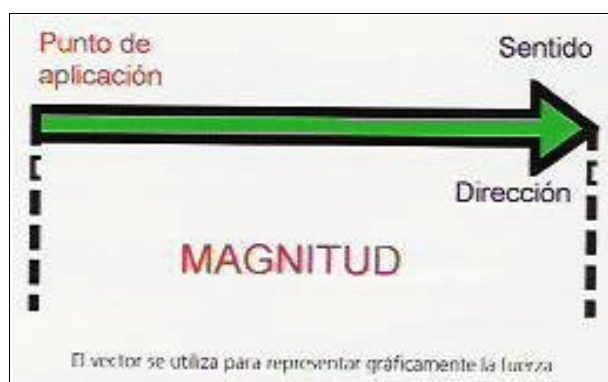 Punto de
aplicación
Sentido
Dirección
MAGNITUD
El vector se utiliza para representar gráficamente la fuerza